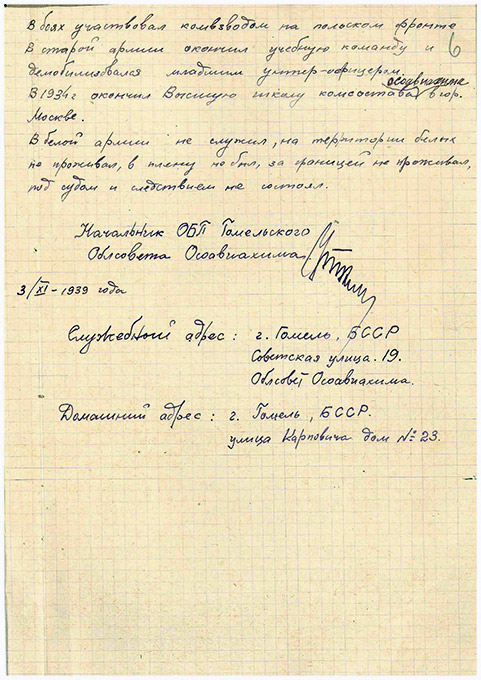 В боях участвовал комвзводом на польском фронте
В старой армии окончил учебную команду и 6
демобилизовался младшим унтер-офицером.
осоавиахима
В 1934 г окончил Высшую школу комсостава в гор.
Москве.
В белой армии не служил, на территории белых
не проживал, в плену не был, за границей не проживал,
под судом и следствием не состоял.
Начальник ОБП Гомельского
Облсовета Осоавиахима
3/XI-1939 года
Служебный адрес: г. Гомель, БССР
Советская улица. 19.
Облсовет Осоавиахима.
Домашний адрес: г. Гомель, БССР.
улица Карповича дом № 23.